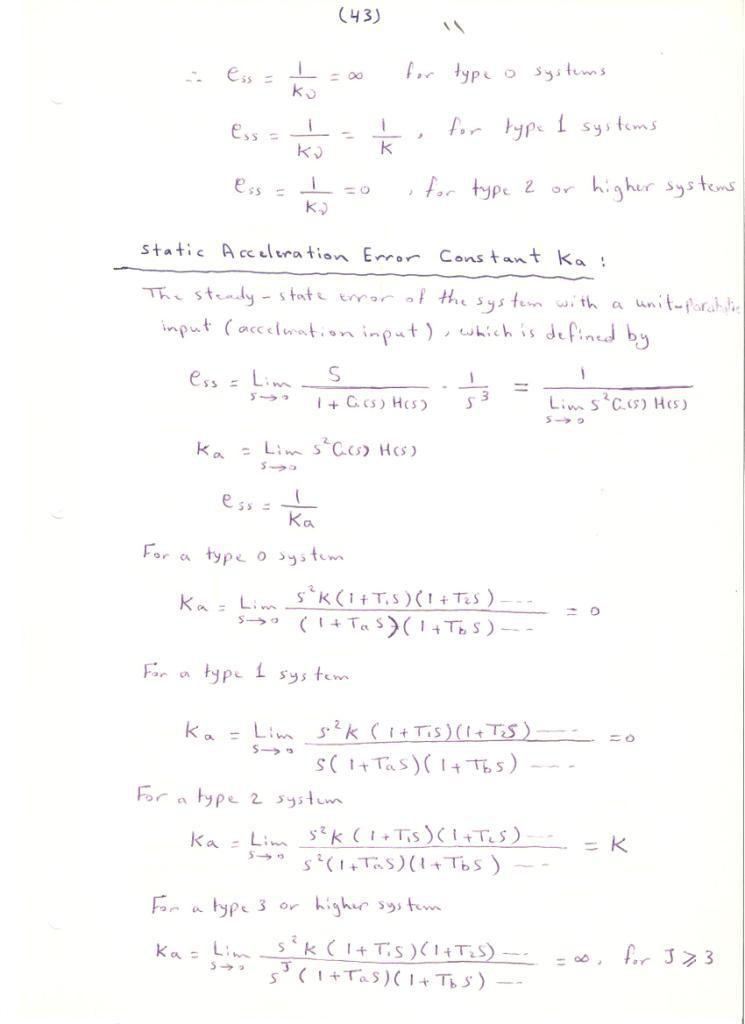 (43)
∴ ess = 1/Kv = ∞ for type 0 systems
ess = 1/Kv = 1/K , for type 1 systems
ess = 1/Kv = 0 , for type 2 or higher systems
static Acceleration Error Constant Ka :
The steady-state error of the system with a unit-parabolic
input (acceleration input), which is defined by
ess = Lim s→0 S/(1 + G(s) H(s)) · 1/s³ = 1/(Lim s→0 s²G(s) H(s))
Ka = Lim s→0 s²G(s) H(s)
ess = 1/Ka
For a type 0 system
Ka = Lim s→0 s²K(1+T1s)(1+T2s)----/(1+Tas)(1+Tbs)--- = 0
For a type 1 system
Ka = Lim s→0 s²K(1+T1s)(1+T2s)----/s(1+Tas)(1+Tbs)---- = 0
For a type 2 system
Ka = Lim s→0 s²K(1+T1s)(1+T2s)---/s²(1+Tas)(1+Tbs)---- = K
For a type 3 or higher system
Ka = Lim s→0 s²K(1+T1s)(1+T2s)---/s^J(1+Tas)(1+Tbs)--- = ∞, for J ⩾ 3